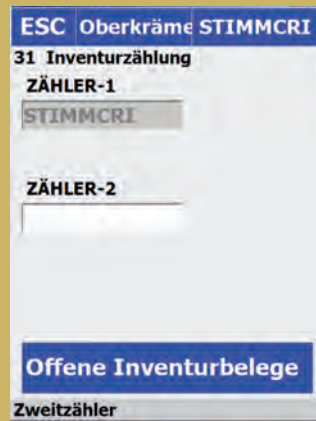 ESC Oberkräme STIMMCRI
31 Inventurzählung
ZÄHLER-1
STIMMCRI
ZÄHLER-2
Offene Inventurbelege
Zweitzähler